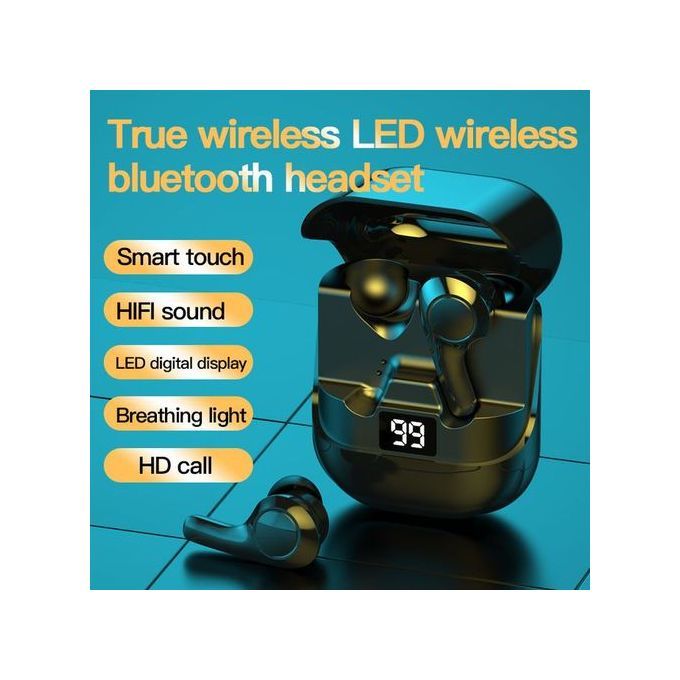 True wireless LED wireless
bluetooth headset
Smart touch
HIFI sound
LED digital display
Breathing light
HD call
99